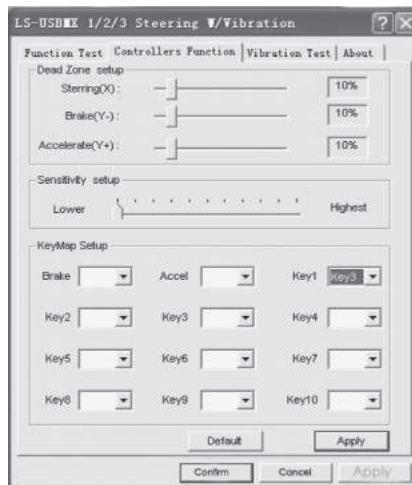 LS-USBMX 1/2/3 Steering W/Vibration
Function Test Controllers Function Vibration Test About
Dead Zone setup
Sterring(X): 10%
Brake(Y-): 10%
Accelerate(Y+): 10%
Sensitivity setup
Lower Highest
KeyMap Setup
Brake Accel Key1 Key3
Key2 Key3 Key4
Key5 Key6 Key7
Key8 Key9 Key10
Default Apply
Confirm Concel Apply